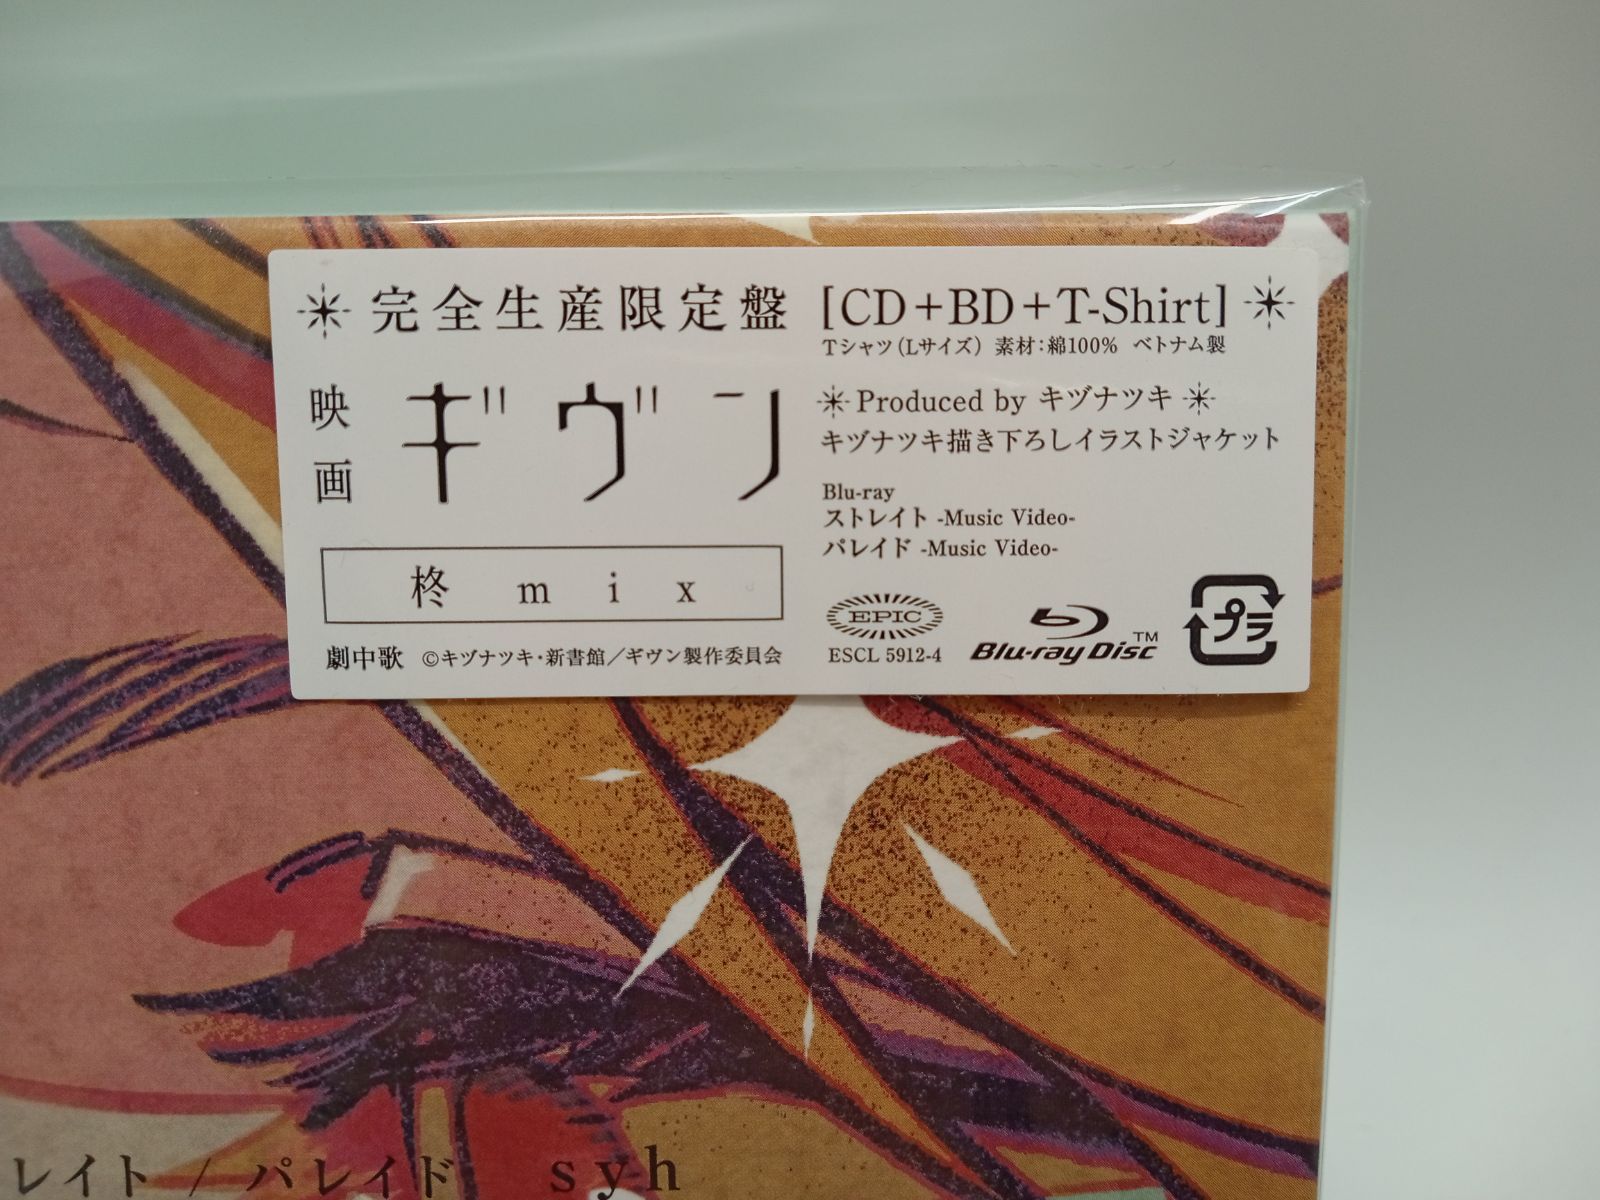 完全生産限定盤 [CD+BD+T-Shirt]
Tシャツ(Lサイズ) 素材:綿100% ベトナム製
映画 ギヴン
柊mix
劇中歌 ©キヅナツキ・新書館/ギヴン製作委員会
Produced by キヅナツキ
キヅナツキ描き下ろしイラストジャケット
Blu-ray
ストレイト -Music Video-
パレイド -Music Video-
EPIC
ESCL 5912-4
Blu-ray Disc™
プラ
レイト / パレイド syh